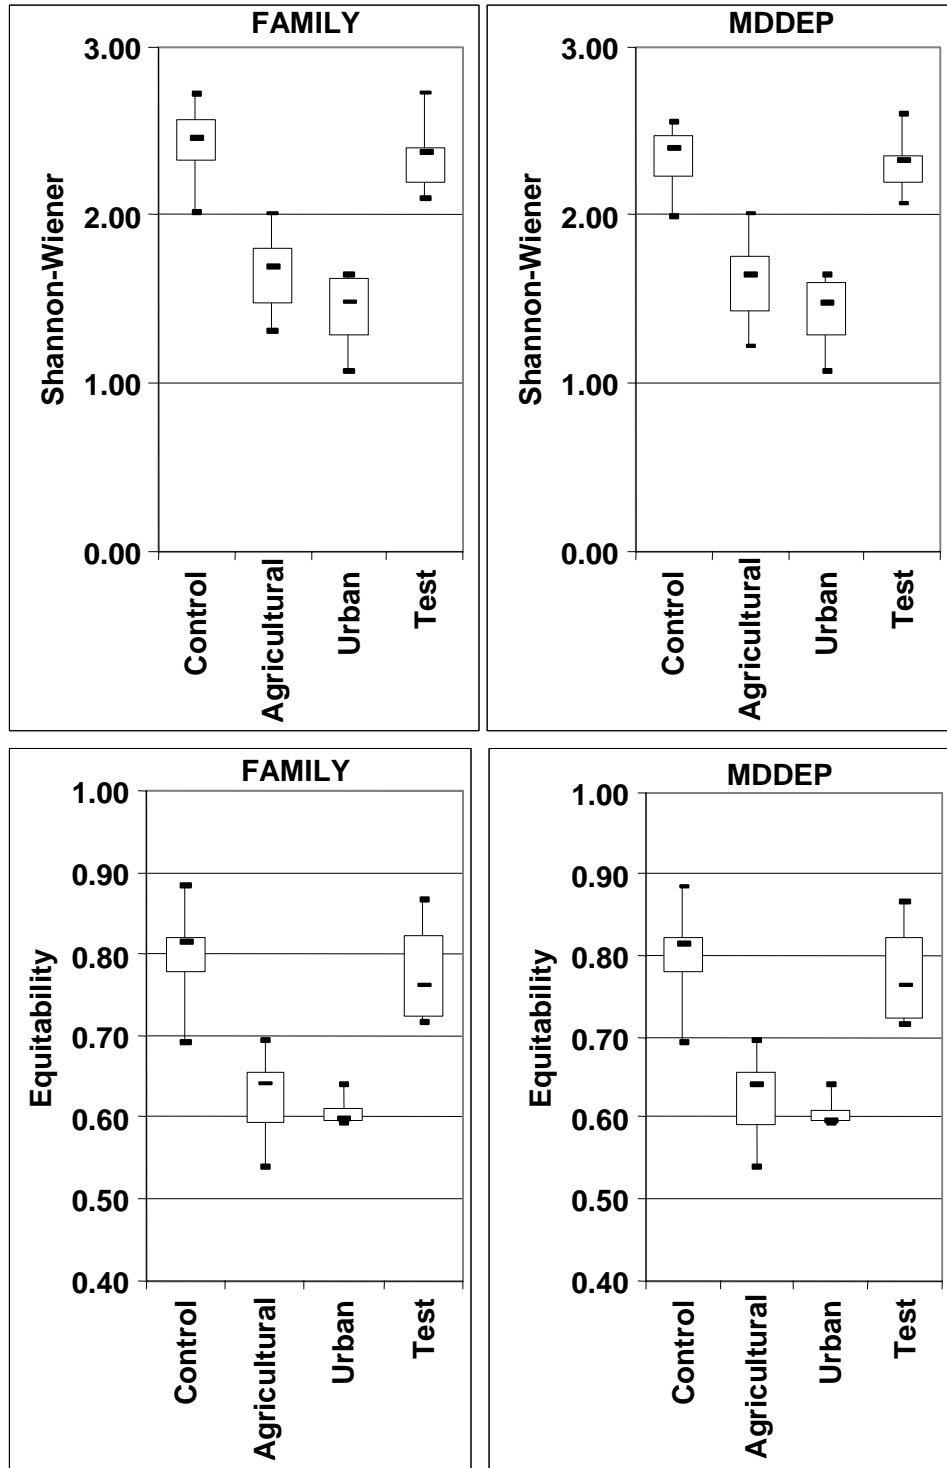 FAMILY
Shannon-Wiener
3.00
2.00
1.00
0.00
Control
Agricultural
Urban
Test
MDDEP
Shannon-Wiener
3.00
2.00
1.00
0.00
Control
Agricultural
Urban
Test
FAMILY
Equitability
1.00
0.90
0.80
0.70
0.60
0.50
0.40
Control
Agricultural
Urban
Test
MDDEP
Equitability
1.00
0.90
0.80
0.70
0.60
0.50
0.40
Control
Agricultural
Urban
Test